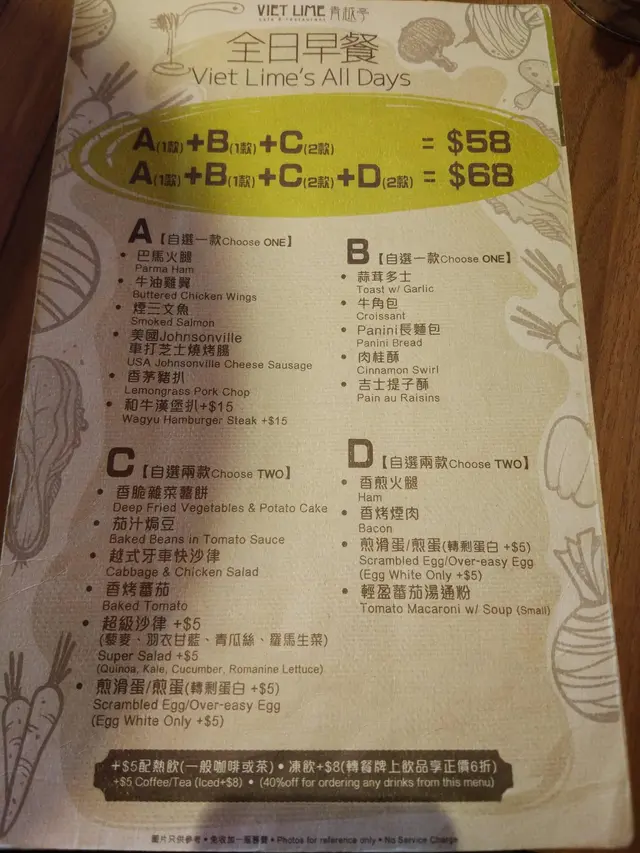 VIET LIME 青瓜亭
cafe & restaurant
全日早餐
Viet Lime's All Days
A(1款)+B(1款)+C(2款) = $58
A(1款)+B(1款)+C(2款)+D(2款) = $68
A【自選一款Choose ONE】
• 巴馬火腿
Parma Ham
• 牛油雞翼
Buttered Chicken Wings
• 煙三文魚
Smoked Salmon
• 美國Johnsonville
車打芝士燒烤腸
USA Johnsonville Cheese Sausage
• 香茅豬扒
Lemongrass Pork Chop
• 和牛漢堡扒+$15
Wagyu Hamburger Steak +$15
B【自選一款Choose ONE】
• 蒜茸多士
Toast w/ Garlic
• 牛角包
Croissant
• Panini長麵包
Panini Bread
• 肉桂酥
Cinnamon Swirl
• 吉士提子酥
Pain au Raisins
C【自選兩款Choose TWO】
• 香脆雜菜薯餅
Deep Fried Vegetables & Potato Cake
• 茄汁焗豆
Baked Beans in Tomato Sauce
• 越式牙車快沙律
Cabbage & Chicken Salad
• 香烤蕃茄
Baked Tomato
• 超級沙律 +$5
(藜麥、羽衣甘藍、青瓜絲、羅馬生菜)
Super Salad +$5
(Quinoa, Kale, Cucumber, Romanine Lettuce)
• 煎滑蛋/煎蛋(轉剩蛋白 +$5)
Scrambled Egg/Over-easy Egg
(Egg White Only +$5)
D【自選兩款Choose TWO】
• 香煎火腿
Ham
• 香烤煙肉
Bacon
• 煎滑蛋/煎蛋(轉剩蛋白 +$5)
Scrambled Egg/Over-easy Egg
(Egg White Only +$5)
• 輕盈蕃茄湯通粉
Tomato Macaroni w/ Soup (Small)
+$5配熱飲(一般咖啡或茶)• 凍飲+$8(轉餐牌上飲品享正價6折)
+$5 Coffee/Tea (Iced+$8) • (40%off for ordering any drinks from this menu)
圖片只供參考 • 免收加一服務費 • Photos for reference only • No Service Charge